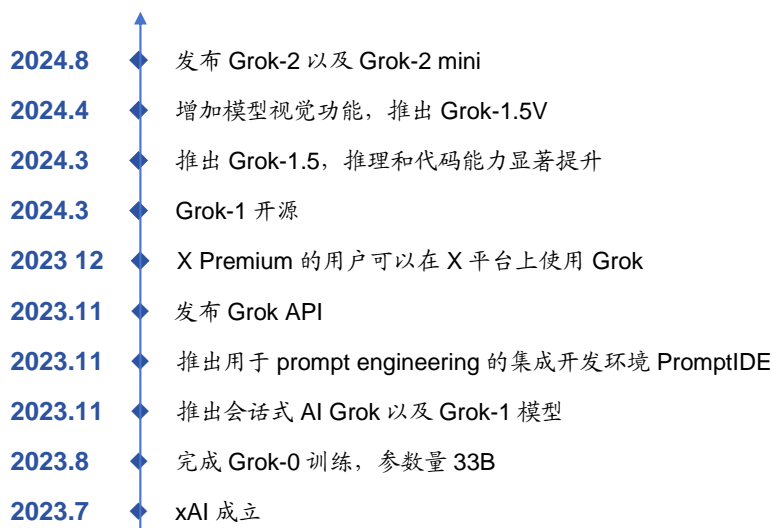 2024.8 发布 Grok-2 以及 Grok-2 mini
2024.4 增加模型视觉功能，推出 Grok-1.5V
2024.3 推出 Grok-1.5，推理和代码能力显著提升
2024.3 Grok-1 开源
2023 12 X Premium 的用户可以在 X 平台上使用 Grok
2023.11 发布 Grok API
2023.11 推出用于 prompt engineering 的集成开发环境 PromptIDE
2023.11 推出会话式 AI Grok 以及 Grok-1 模型
2023.8 完成 Grok-0 训练，参数量 33B
2023.7 xAI 成立